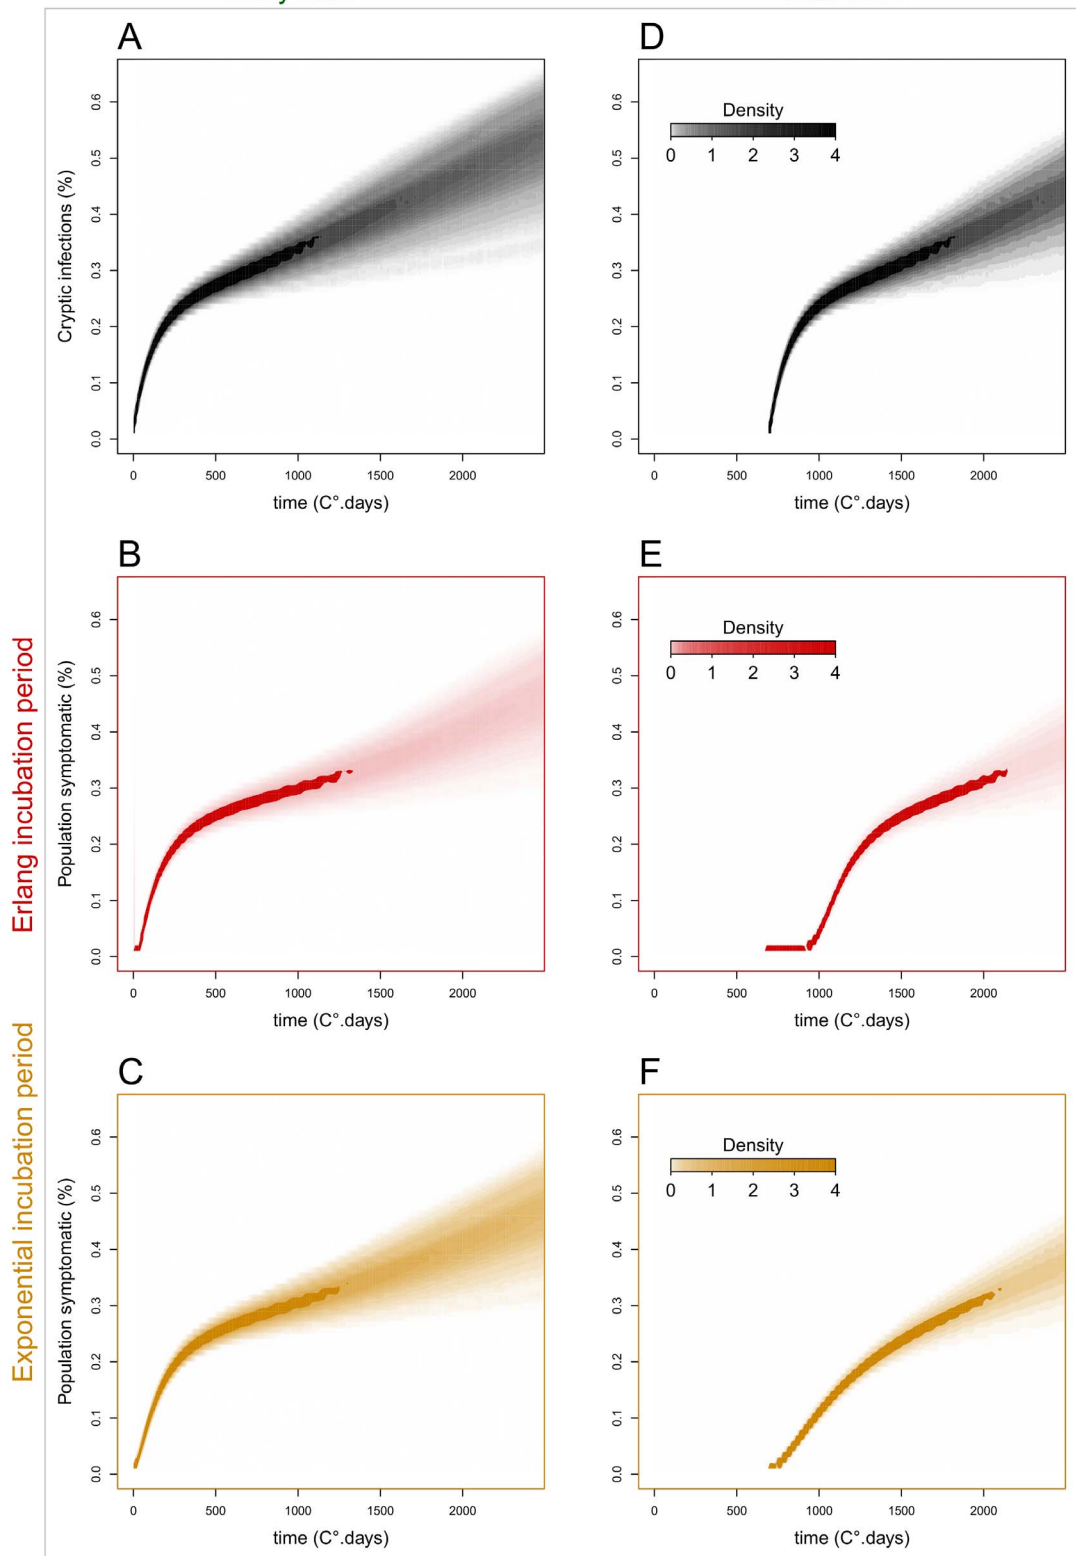 A
Cryptic infections (%)
0.0 0.1 0.2 0.3 0.4 0.5 0.6
0 500 1000 1500 2000
time (C°.days)
D
Density
0 1 2 3 4
0.0 0.1 0.2 0.3 0.4 0.5 0.6
0 500 1000 1500 2000
time (C°.days)
Erlang incubation period
B
Population symptomatic (%)
0.0 0.1 0.2 0.3 0.4 0.5 0.6
0 500 1000 1500 2000
time (C°.days)
E
Density
0 1 2 3 4
0.0 0.1 0.2 0.3 0.4 0.5 0.6
0 500 1000 1500 2000
time (C°.days)
Exponential incubation period
C
Population symptomatic (%)
0.0 0.1 0.2 0.3 0.4 0.5 0.6
0 500 1000 1500 2000
time (C°.days)
F
Density
0 1 2 3 4
0.0 0.1 0.2 0.3 0.4 0.5 0.6
0 500 1000 1500 2000
time (C°.days)